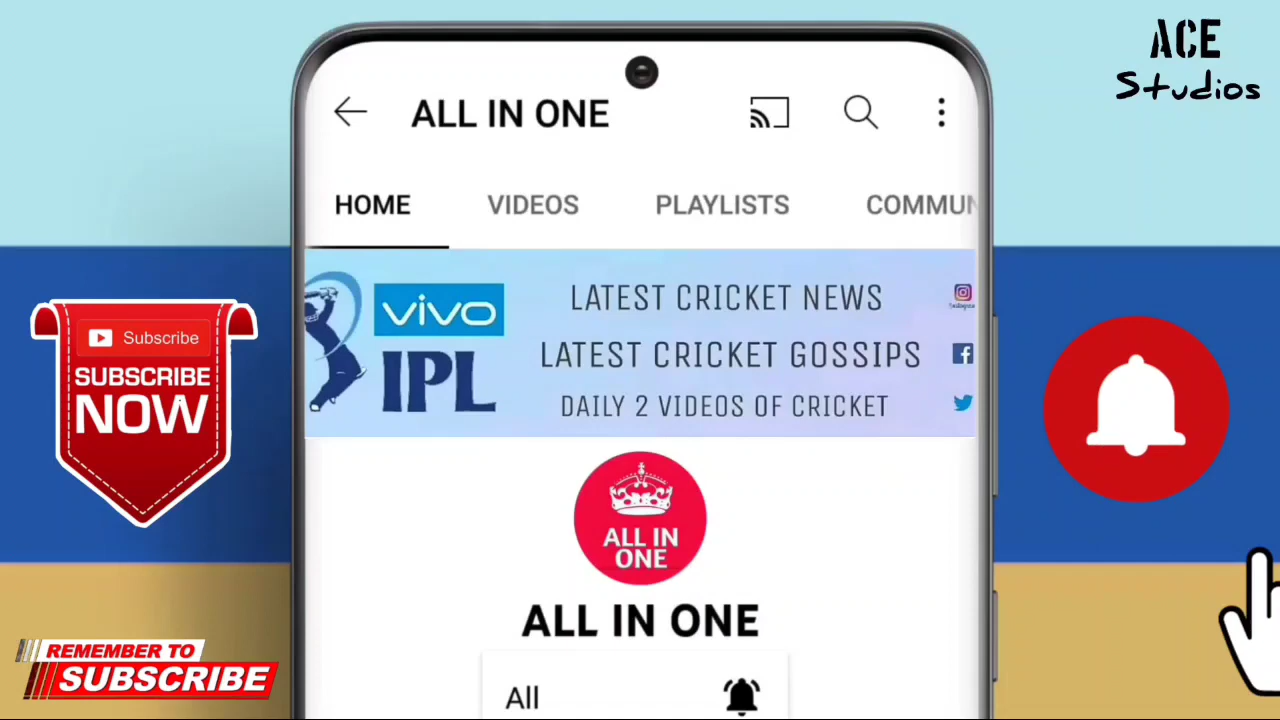 ACE
Studios
ALL IN ONE
HOME VIDEOS PLAYLISTS COMMUN
vivo
IPL
LATEST CRICKET NEWS
LATEST CRICKET GOSSIPS
DAILY 2 VIDEOS OF CRICKET
Subscribe
SUBSCRIBE
NOW
ALL IN
ONE
ALL IN ONE
All
REMEMBER TO
SUBSCRIBE